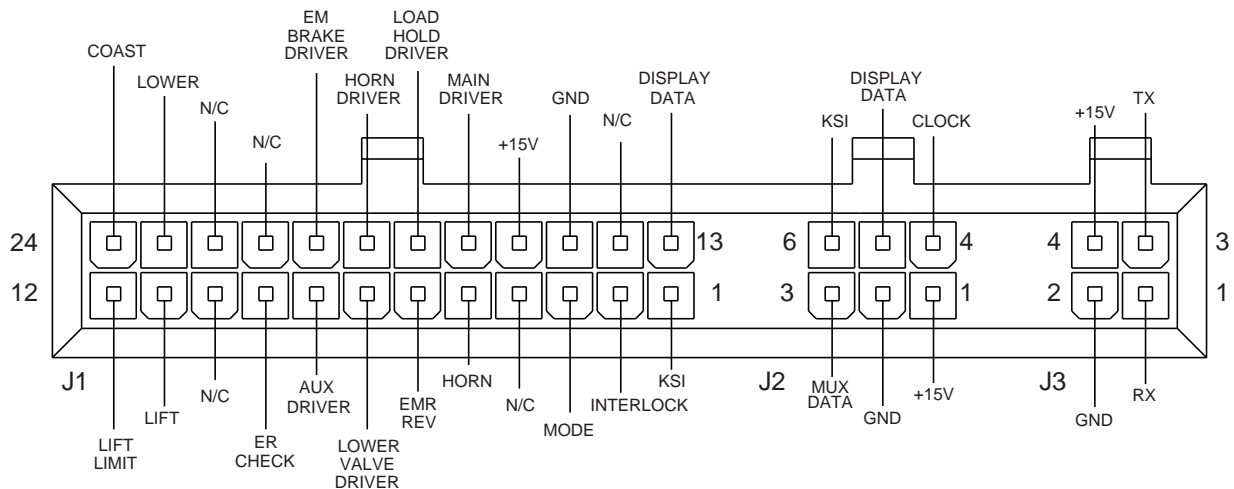 COAST
LOWER
N/C
N/C
EM
BRAKE
DRIVER
HORN
DRIVER
LOAD
HOLD
DRIVER
MAIN
DRIVER
+15V
GND
N/C
DISPLAY
DATA
KSI
DISPLAY
DATA
CLOCK
+15V
TX
24
13
6
4
4
3
12
1
3
1
2
1
J1
J2
J3
LIFT
LIMIT
LIFT
N/C
ER
CHECK
AUX
DRIVER
LOWER
VALVE
DRIVER
EMR
REV
HORN
N/C
MODE
INTERLOCK
KSI
MUX
DATA
GND
+15V
GND
RX